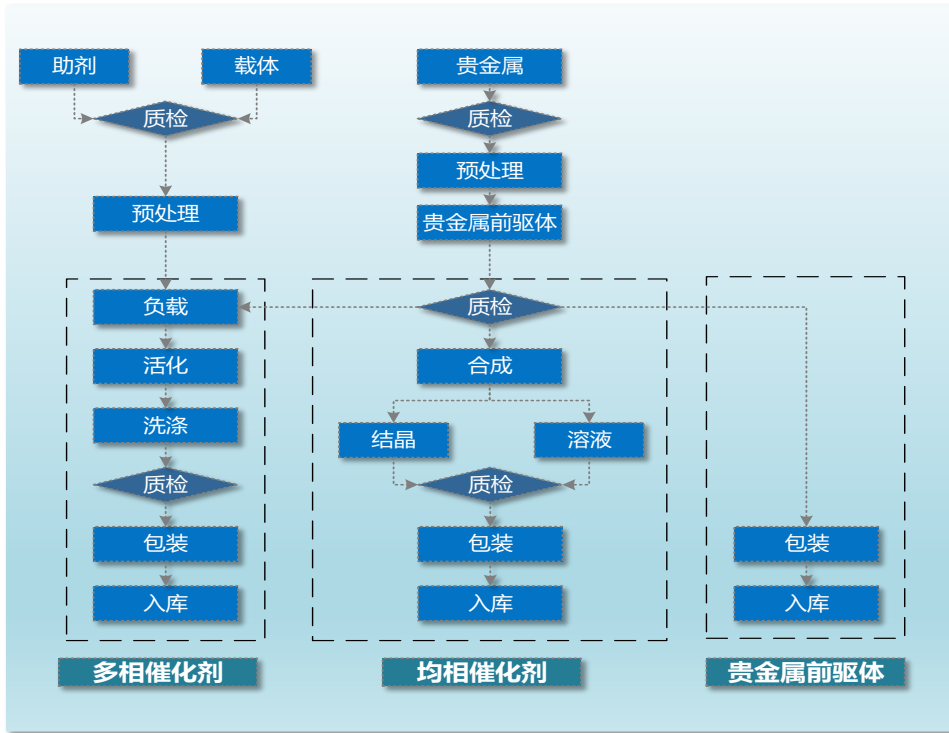 助剂
载体
贵金属
质检
质检
预处理
预处理
贵金属前驱体
负载
质检
活化
合成
洗涤
结晶
溶液
质检
质检
包装
包装
包装
入库
入库
入库
多相催化剂
均相催化剂
贵金属前驱体